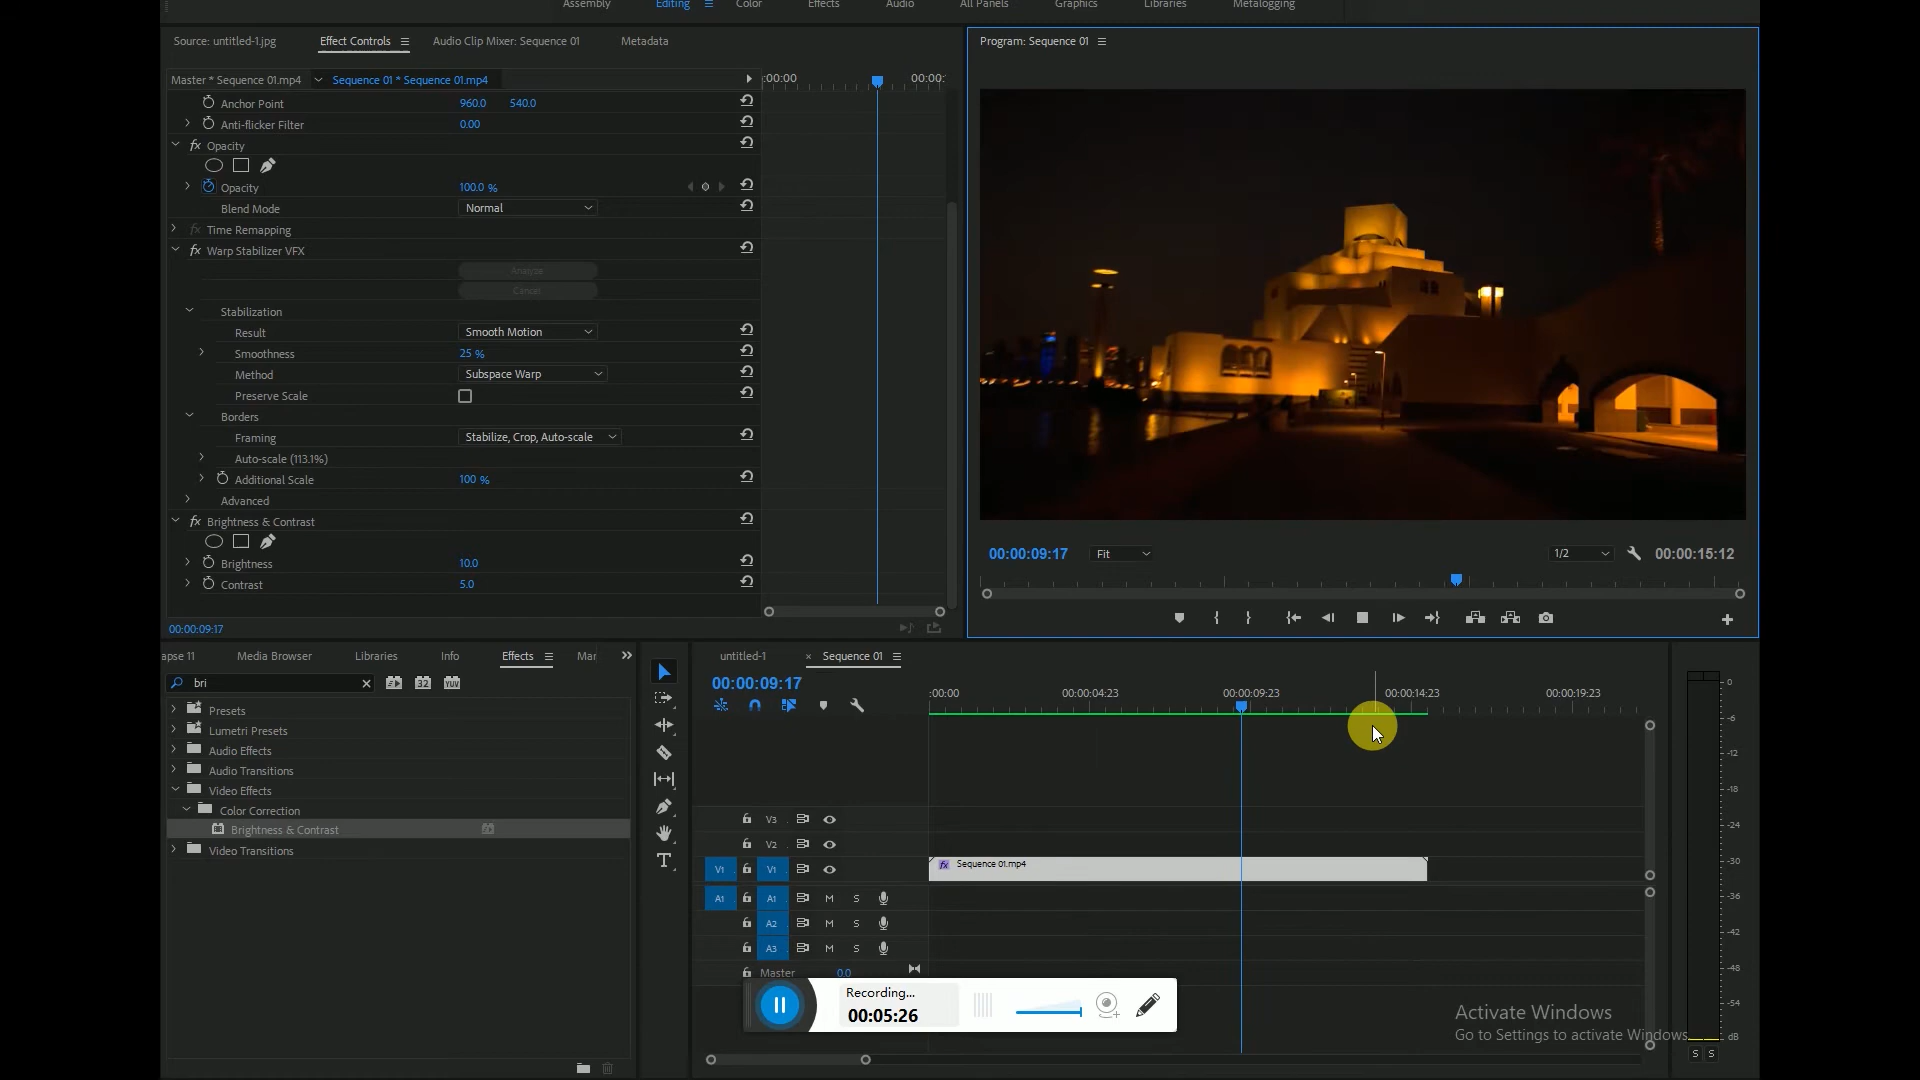 Assembly Editing Color Effects Audio All Panels Graphics Libraries Metalogging
Source: untitled-1.jpg Effect Controls Audio Clip Mixer: Sequence 01 Metadata
Program: Sequence 01
Master * Sequence 01.mp4 Sequence 01 * Sequence 01.mp4 :00:00 00:00:
Anchor Point 960.0 540.0
Anti-flicker Filter 0.00
fx Opacity
Opacity 100.0 %
Blend Mode Normal
fx Time Remapping
fx Warp Stabilizer VFX
Analyse
Cancel
Stabilization
Result Smooth Motion
Smoothness 25 %
Method Subspace Warp
Preserve Scale
Borders
Framing Stabilize, Crop, Auto-scale
Auto-scale (113.1%)
Additional Scale 100 %
Advanced
fx Brightness & Contrast
Brightness 10.0
Contrast 5.0
00:00:09:17
00:00:09:17 Fit 1/2 00:00:15:12
apse 11 Media Browser Libraries Info Effects Mar
bri
32 YUV
Presets
Lumetri Presets
Audio Effects
Audio Transitions
Video Effects
Color Correction
Brightness & Contrast
Video Transitions
T
untitled-1 × Sequence 01
00:00:09:17
:00:00 00:00:04:23 00:00:09:23 00:00:14:23 00:00:19:23
V3
V2
V1 V1 fx Sequence 01.mp4
A1 A1 M S
A2 M S
A3 M S
Master 0.0
0
-6
-12
-18
-24
-30
-36
-42
-48
-54
dB
S S
Recording...
00:05:26
Activate Windows
Go to Settings to activate Windows